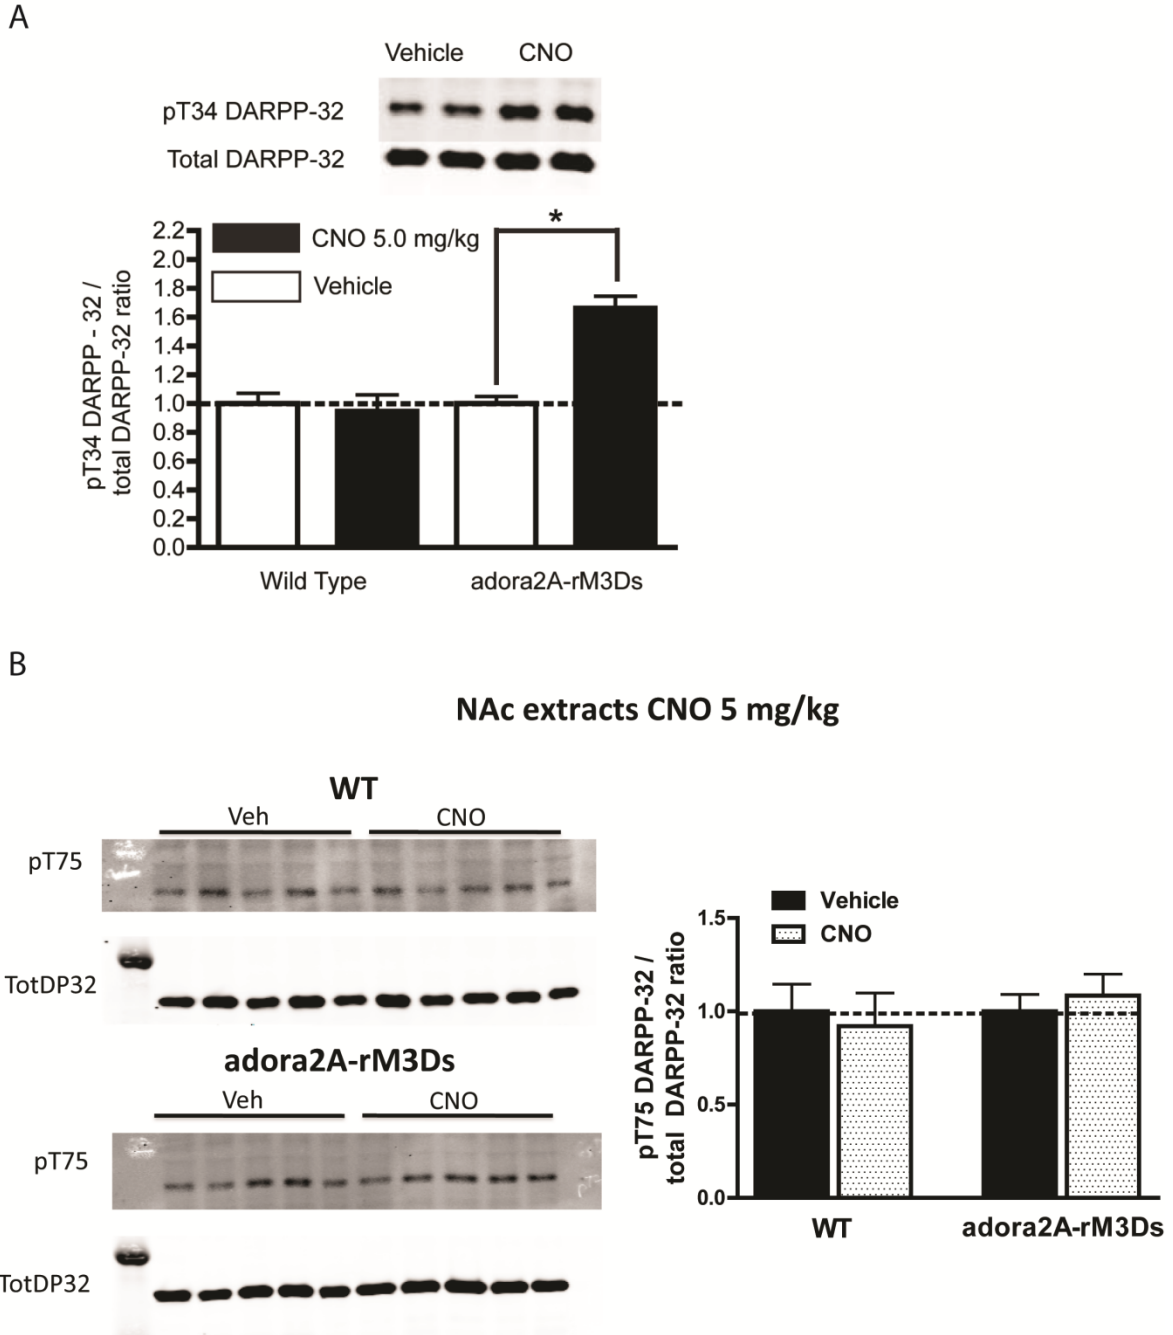 A
Vehicle CNO
pT34 DARPP-32
Total DARPP-32
*
2.2
2.0
1.8
1.6
1.4
1.2
1.0
0.8
0.6
0.4
0.2
0.0
CNO 5.0 mg/kg
Vehicle
pT34 DARPP - 32 /
total DARPP-32 ratio
Wild Type adora2A-rM3Ds
B
NAc extracts CNO 5 mg/kg
WT
Veh CNO
pT75
TotDP32
adora2A-rM3Ds
Veh CNO
pT75
TotDP32
Vehicle
CNO
1.5
1.0
0.5
0.0
pT75 DARPP-32 /
total DARPP-32 ratio
WT adora2A-rM3Ds